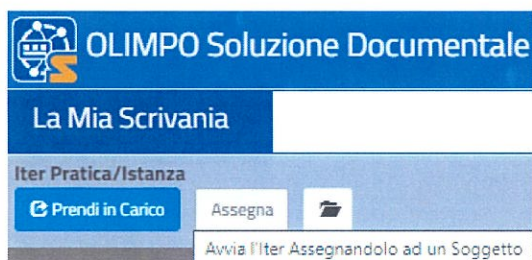 OLIMPO Soluzione Documentale
La Mia Scrivania
Iter Pratica/Istanza
Prendi in Carico Assegna
Avvia l'Iter Assegnandolo ad un Soggetto